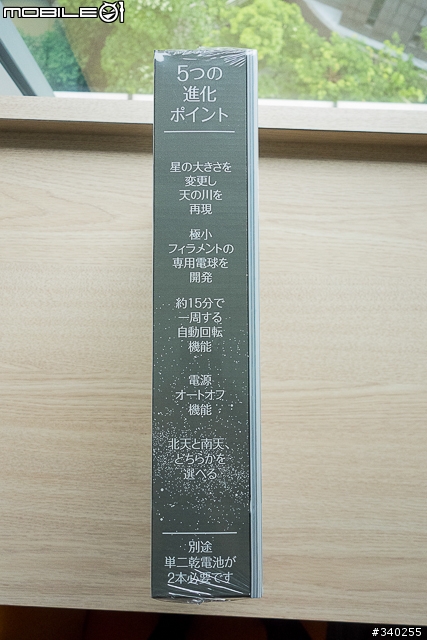 MOBILE01
5つの
進化
ポイント
星の大きさを
変更し
天の川を
再現
極小
フィラメントの
専用電球を
開発
約15分で
一周する
自動回転
機能
電源
オートオフ
機能
北天と南天、
どちらかを
選べる
別途
単二乾電池が
2本必要です
#340255